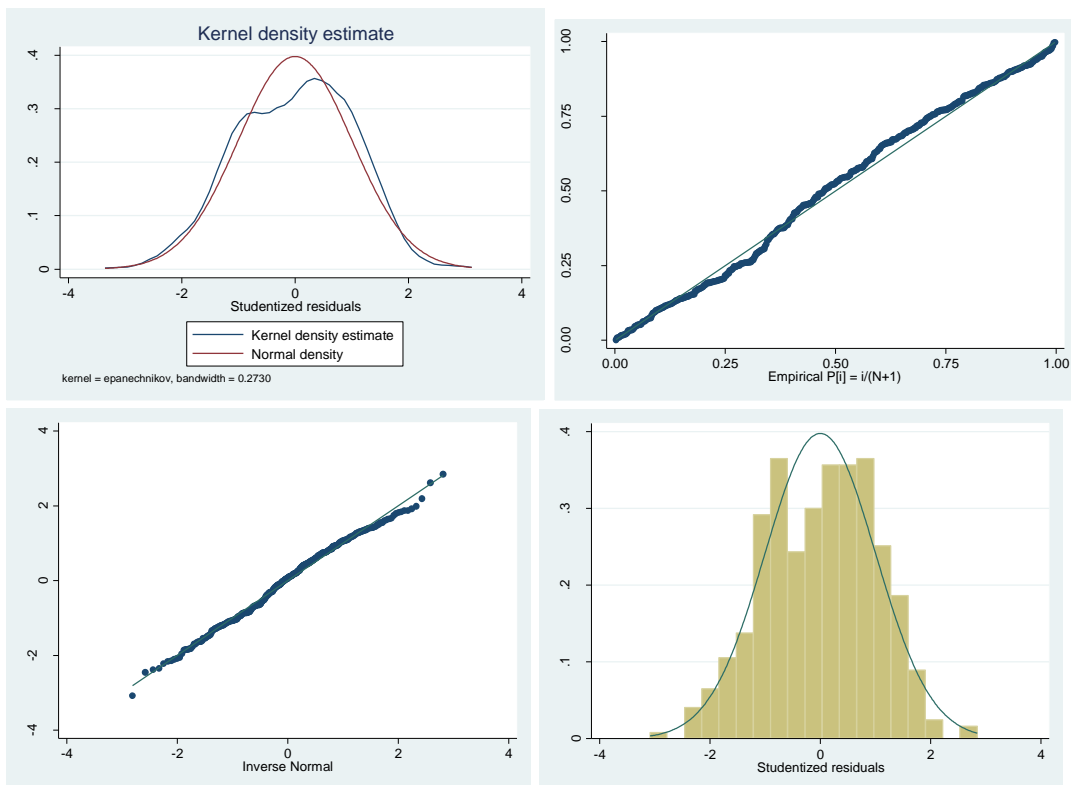 Kernel density estimate
.4
.3
.2
.1
0
-4 -2 0 2 4
Studentized residuals
Kernel density estimate
Normal density
kernel = epanechnikov, bandwidth = 0.2730
1.00
0.75
0.50
0.25
0.00
0.00 0.25 0.50 0.75 1.00
Empirical P[i] = i/(N+1)
4
2
0
-2
-4
-4 -2 0 2 4
Inverse Normal
.4
.3
.2
.1
0
-4 -2 0 2 4
Studentized residuals